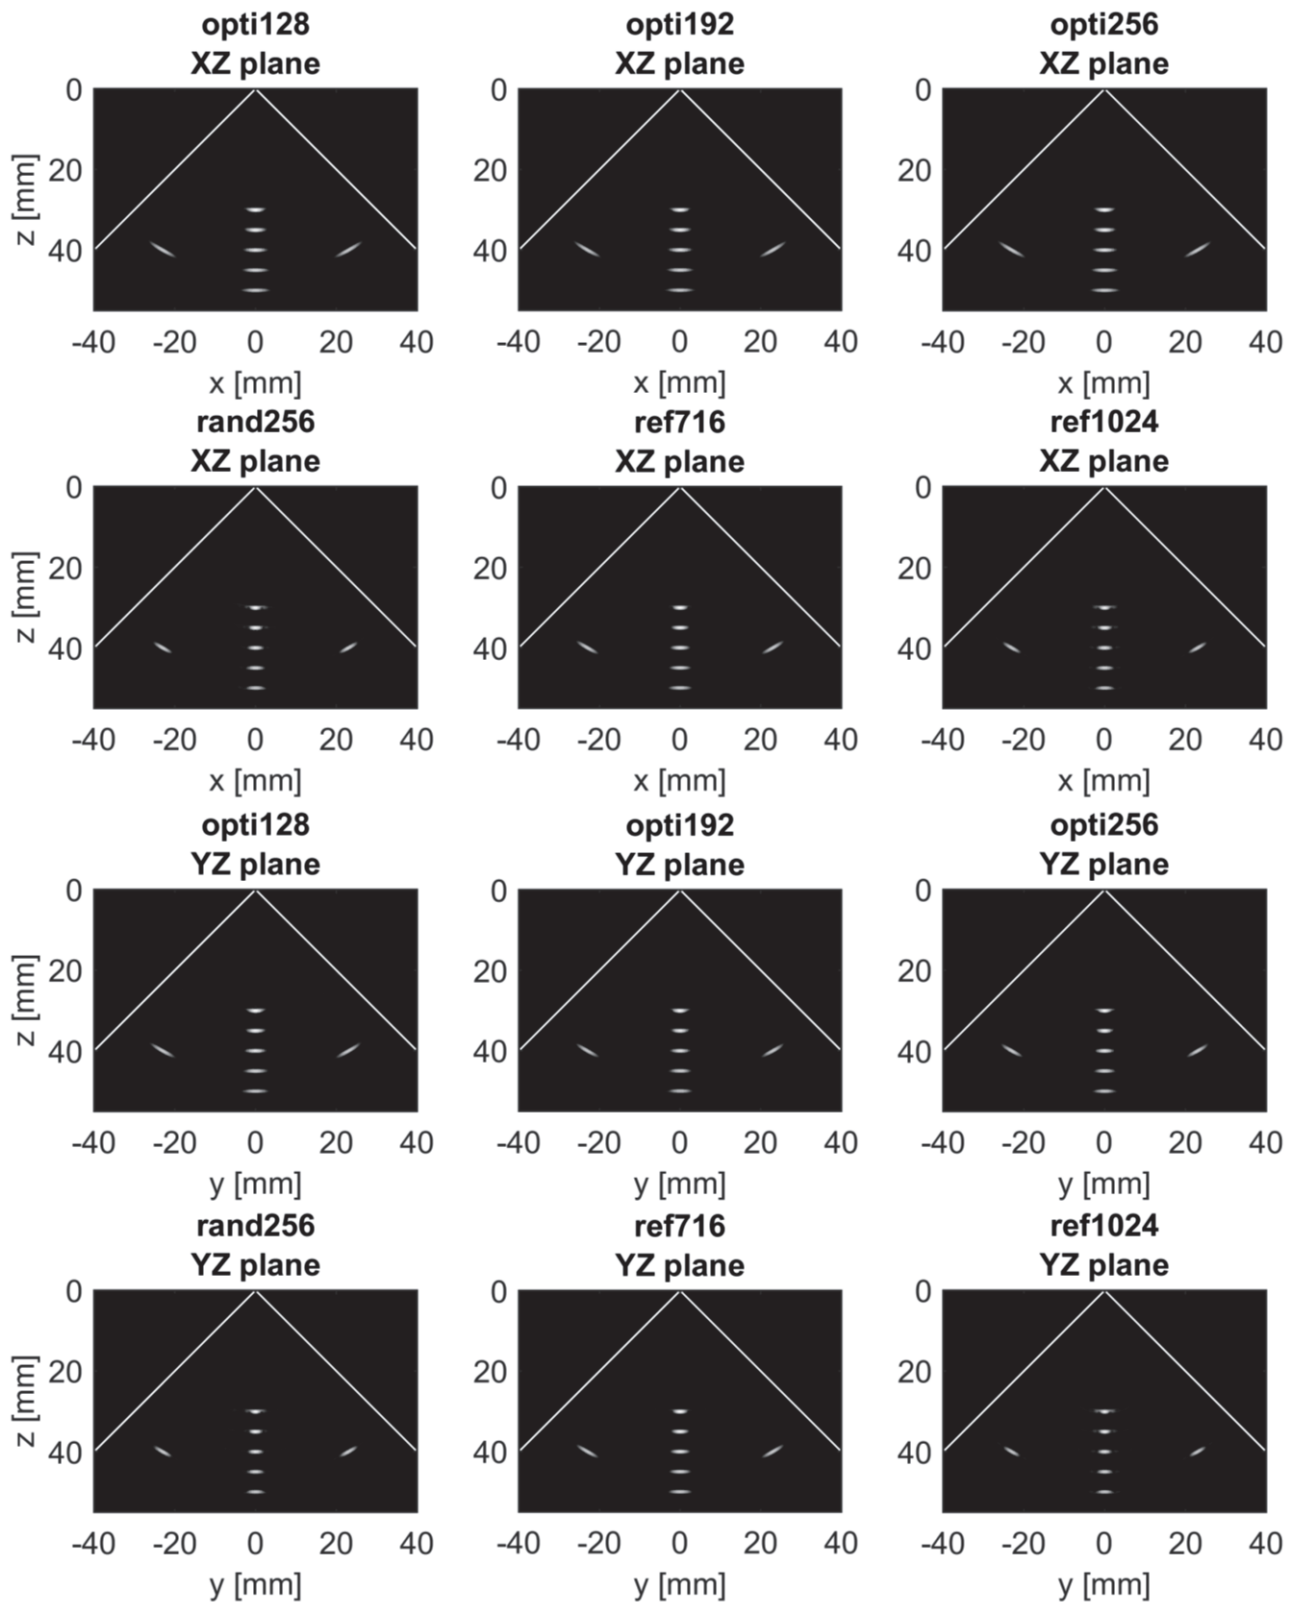 opti128 opti192 opti256
XZ plane XZ plane XZ plane
0 0 0
20 20 20
40 40 40
z [mm]
-40 -20 0 20 40 -40 -20 0 20 40 -40 -20 0 20 40
x [mm] x [mm] x [mm]
rand256 ref716 ref1024
XZ plane XZ plane XZ plane
0 0 0
20 20 20
40 40 40
z [mm]
-40 -20 0 20 40 -40 -20 0 20 40 -40 -20 0 20 40
x [mm] x [mm] x [mm]
opti128 opti192 opti256
YZ plane YZ plane YZ plane
0 0 0
20 20 20
40 40 40
z [mm]
-40 -20 0 20 40 -40 -20 0 20 40 -40 -20 0 20 40
y [mm] y [mm] y [mm]
rand256 ref716 ref1024
YZ plane YZ plane YZ plane
0 0 0
20 20 20
40 40 40
z [mm]
-40 -20 0 20 40 -40 -20 0 20 40 -40 -20 0 20 40
y [mm] y [mm] y [mm]